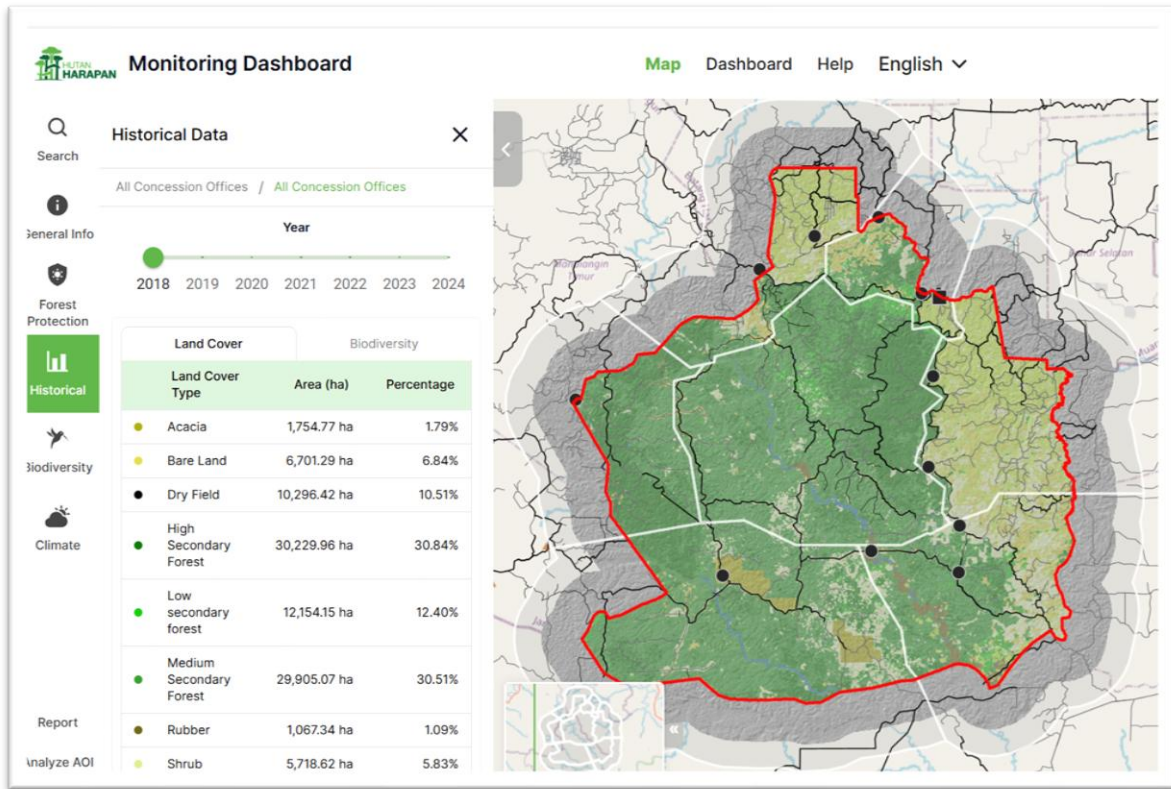 HUTAN
HARAPAN
Monitoring Dashboard
Map Dashboard Help English
Search
General Info
Forest
Protection
Historical
Biodiversity
Climate
Report
Analyze AOI
Historical Data
All Concession Offices / All Concession Offices
Year
2018 2019 2020 2021 2022 2023 2024
Land Cover Biodiversity
Land Cover
Type Area (ha) Percentage
Acacia 1,754.77 ha 1.79%
Bare Land 6,701.29 ha 6.84%
Dry Field 10,296.42 ha 10.51%
High
Secondary
Forest 30,229.96 ha 30.84%
Low
secondary
forest 12,154.15 ha 12.40%
Medium
Secondary
Forest 29,905.07 ha 30.51%
Rubber 1,067.34 ha 1.09%
Shrub 5,718.62 ha 5.83%